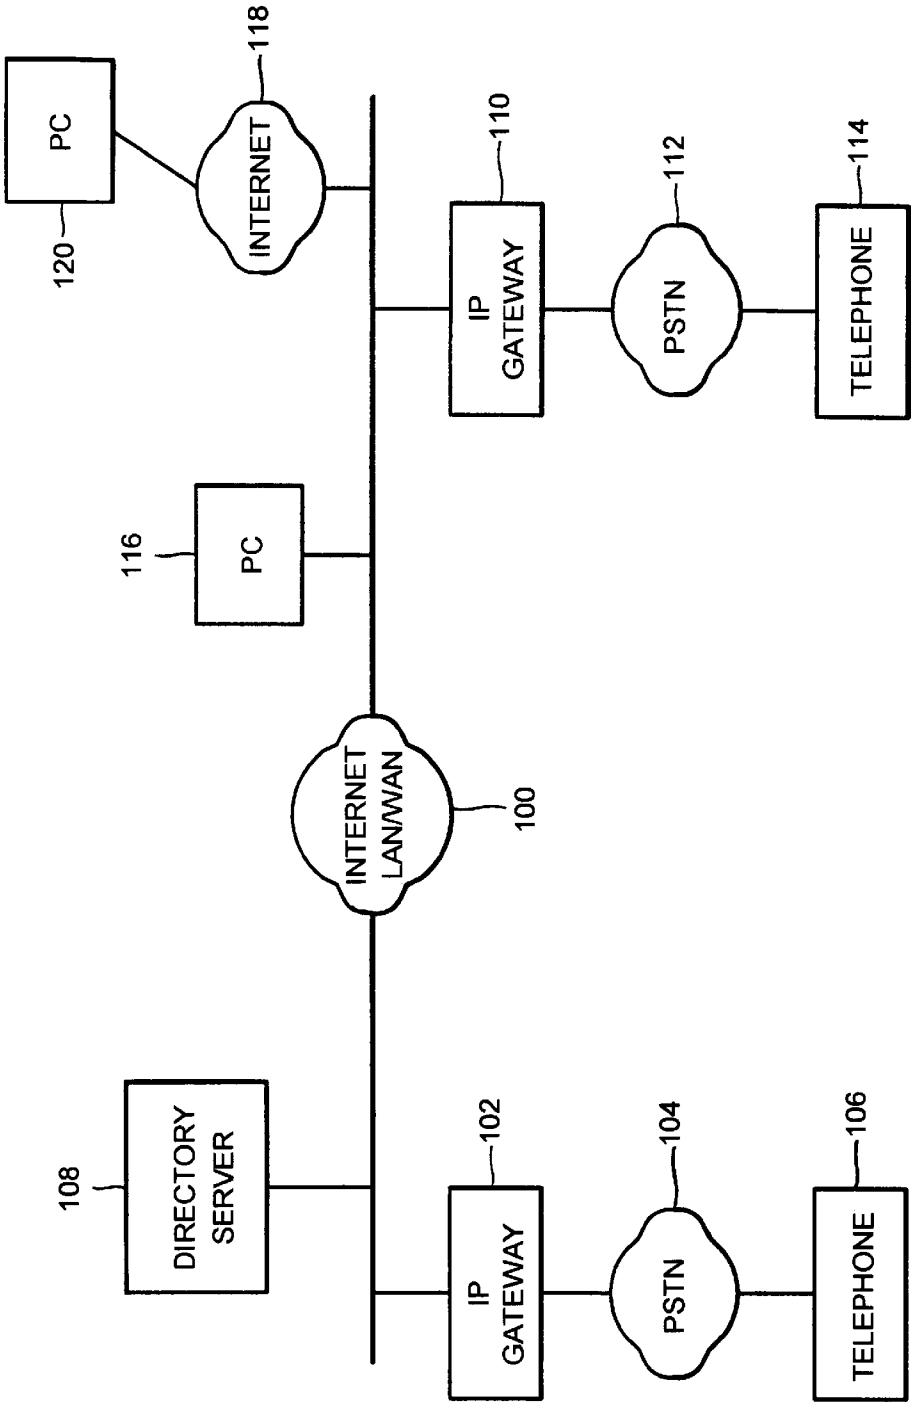 120
PC
108
DIRECTORY
SERVER
116
PC
INTERNET
118
INTERNET
LAN/WAN
100
IP
GATEWAY
102
IP
GATEWAY
110
PSTN
104
PSTN
112
TELEPHONE
106
TELEPHONE
114